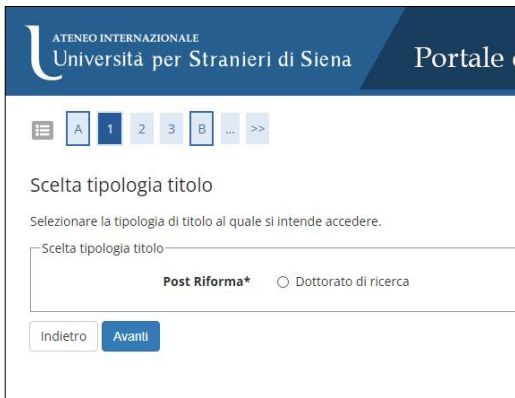 ATENEO INTERNAZIONALE
Università per Stranieri di Siena
Portale
A 1 2 3 B ... >>
Scelta tipologia titolo
Selezionare la tipologia di titolo al quale si intende accedere.
Scelta tipologia titolo
Post Riforma* Dottorato di ricerca
Indietro Avanti